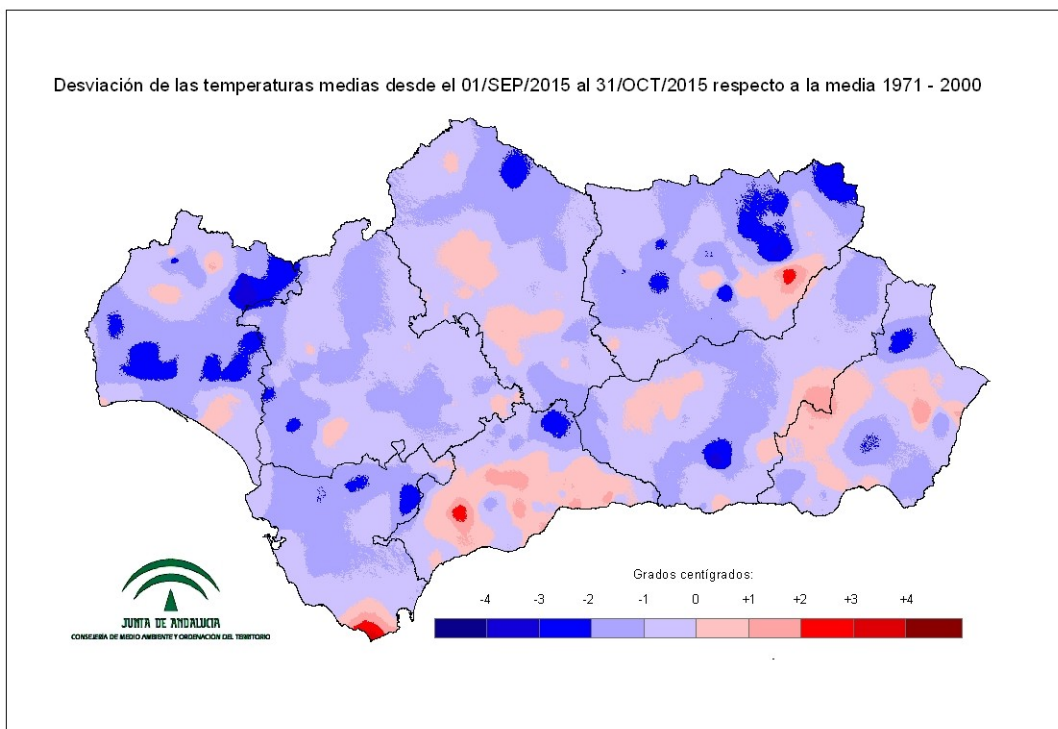 Desviación de las temperaturas medias desde el 01/SEP/2015 al 31/OCT/2015 respecto a la media 1971 - 2000
Grados centígrados:
-4 -3 -2 -1 0 +1 +2 +3 +4
JUNTA DE ANDALUCIA
CONSEJERÍA DE MEDIO AMBIENTE Y ORDENACION DEL TERRITORIO